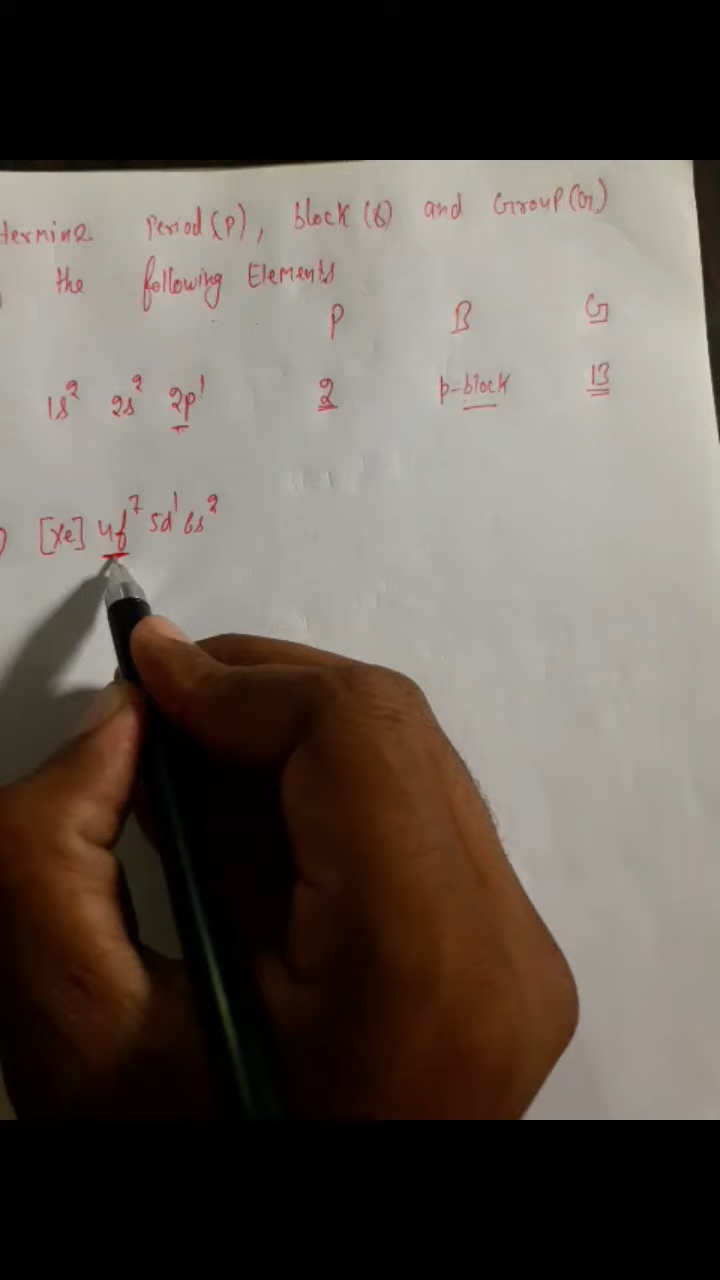 termine Period(P), block (b) and Group(G)
the following Elements
P B G
1s² 2s² 2p¹ 2 p-block 13
) [Xe] 4f⁷ 5d¹ 6s²